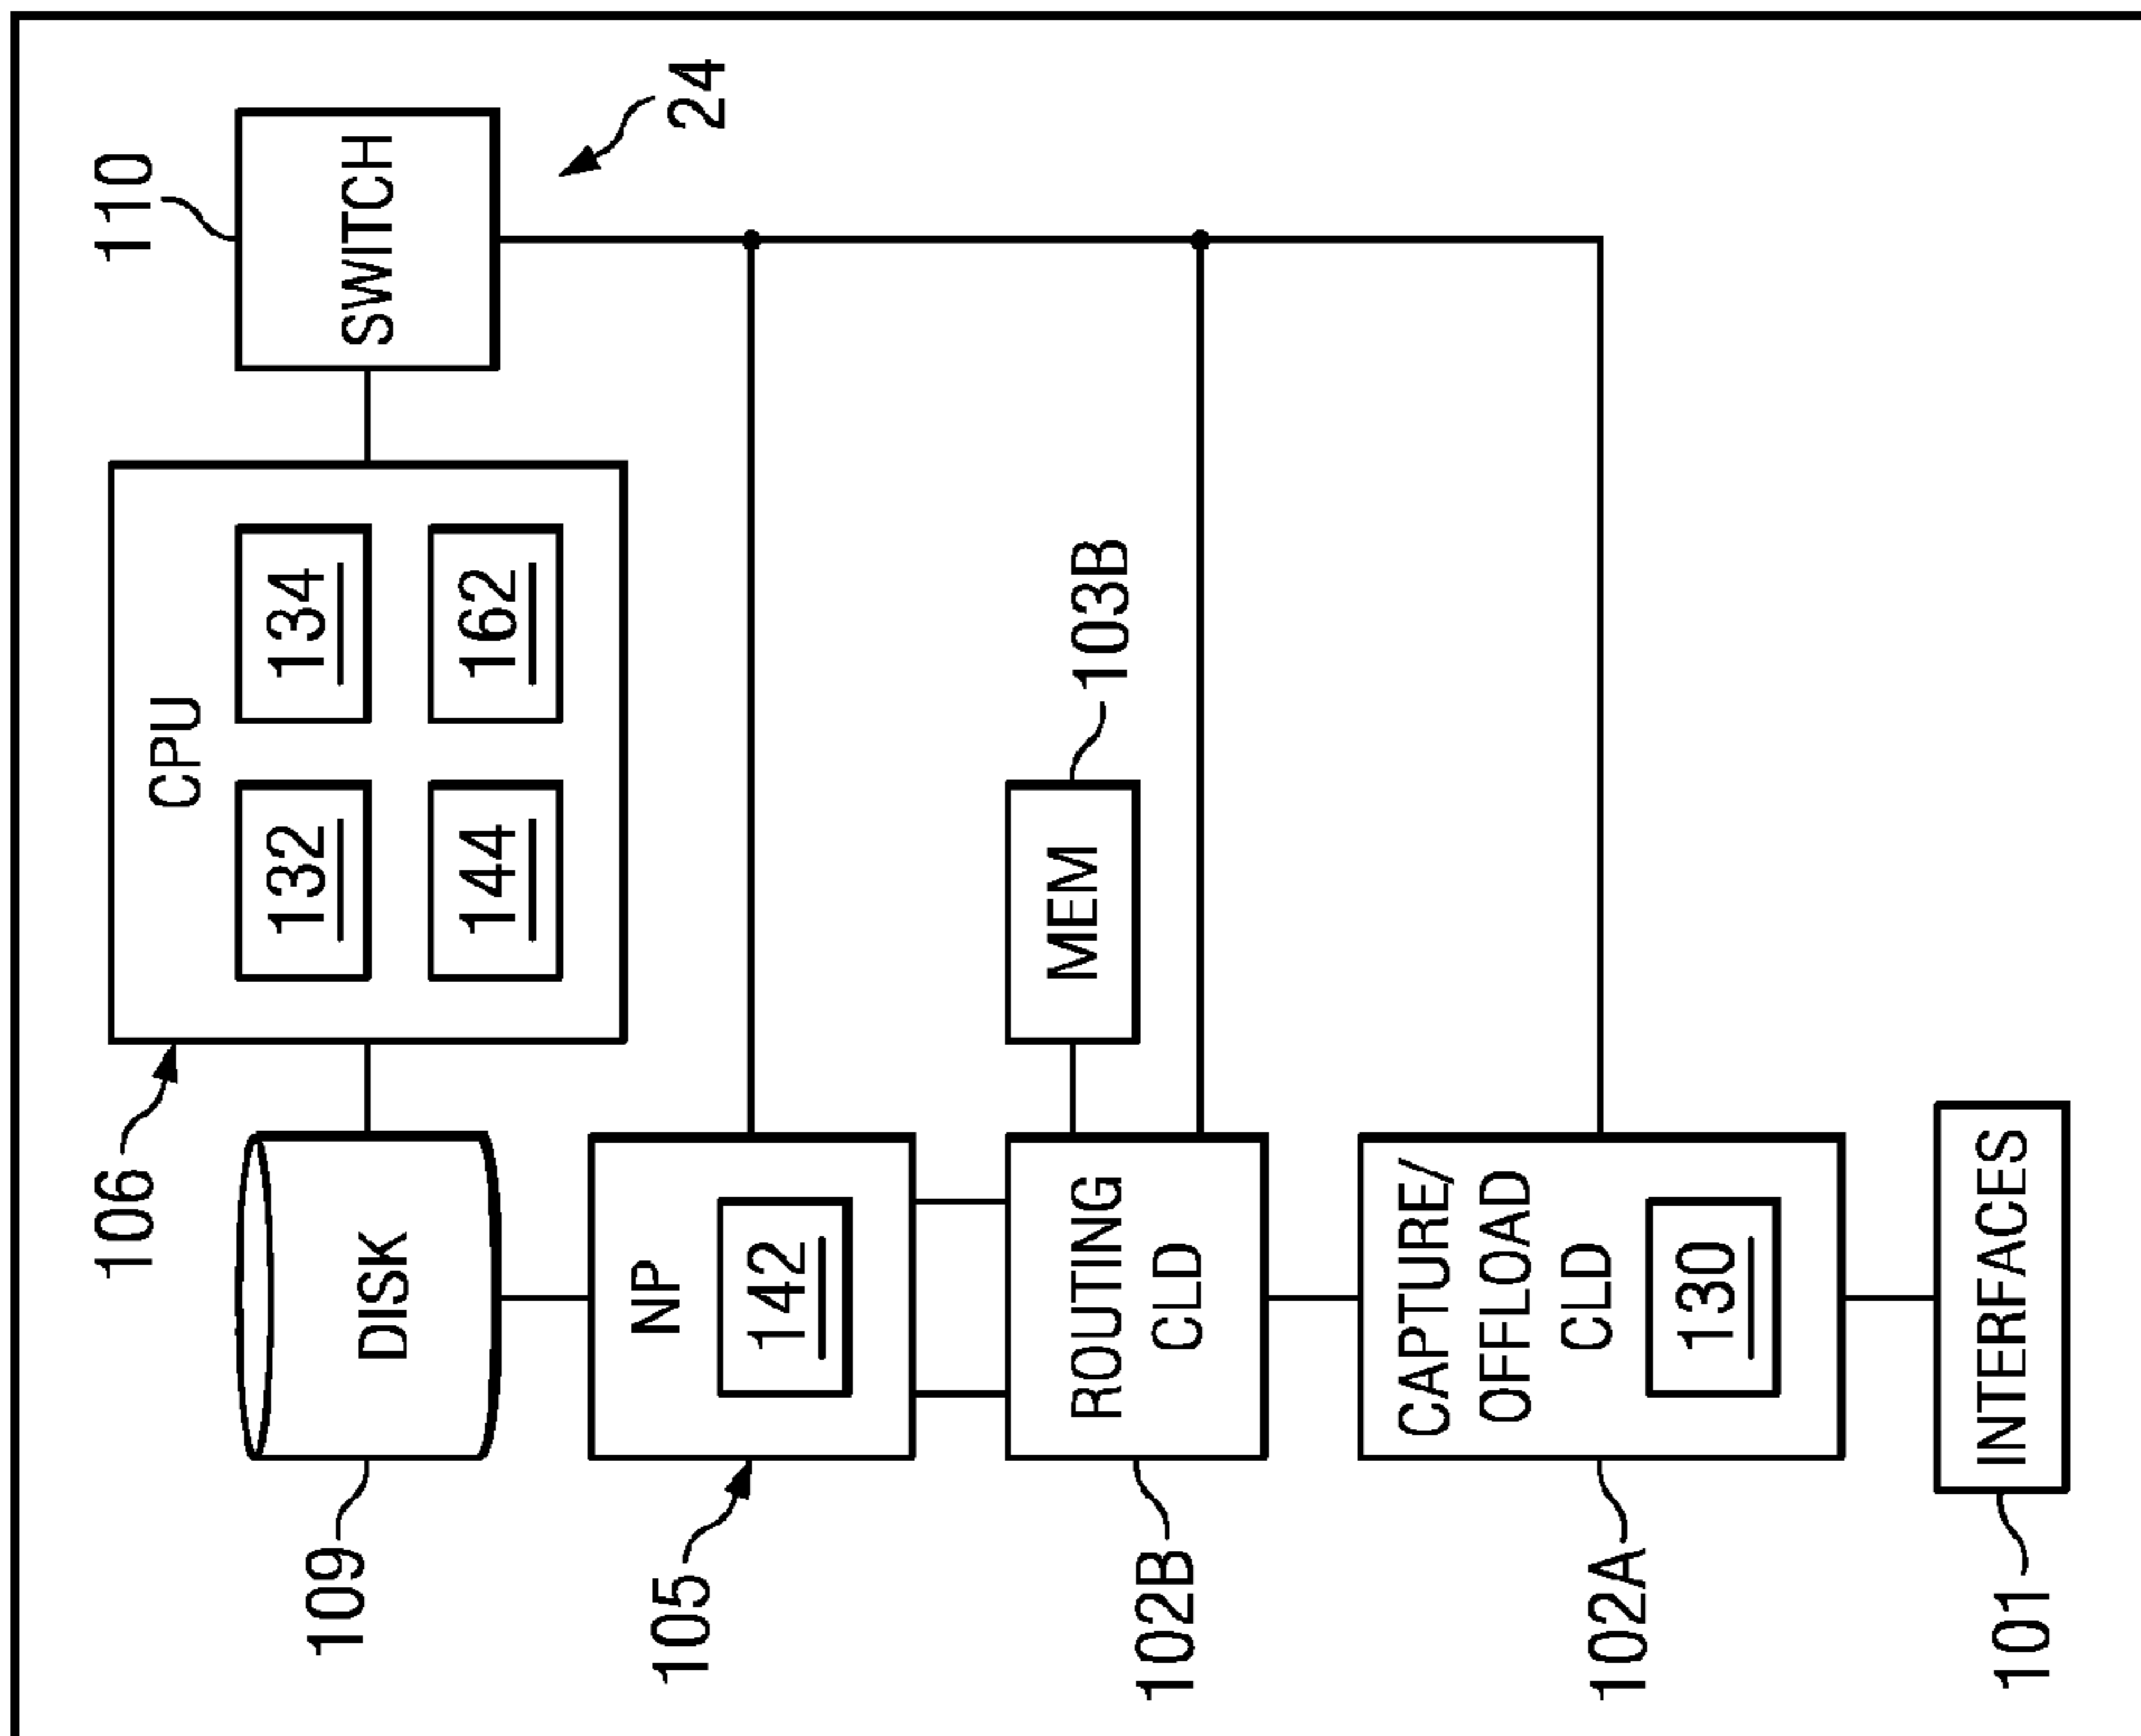 24
110
SWITCH
CPU
134
162
132
144
106
103B
MEM
DISK
109
NP
142
105
ROUTING
CLD
102B
CAPTURE/
OFFLOAD
CLD
130
102A
INTERFACES
101